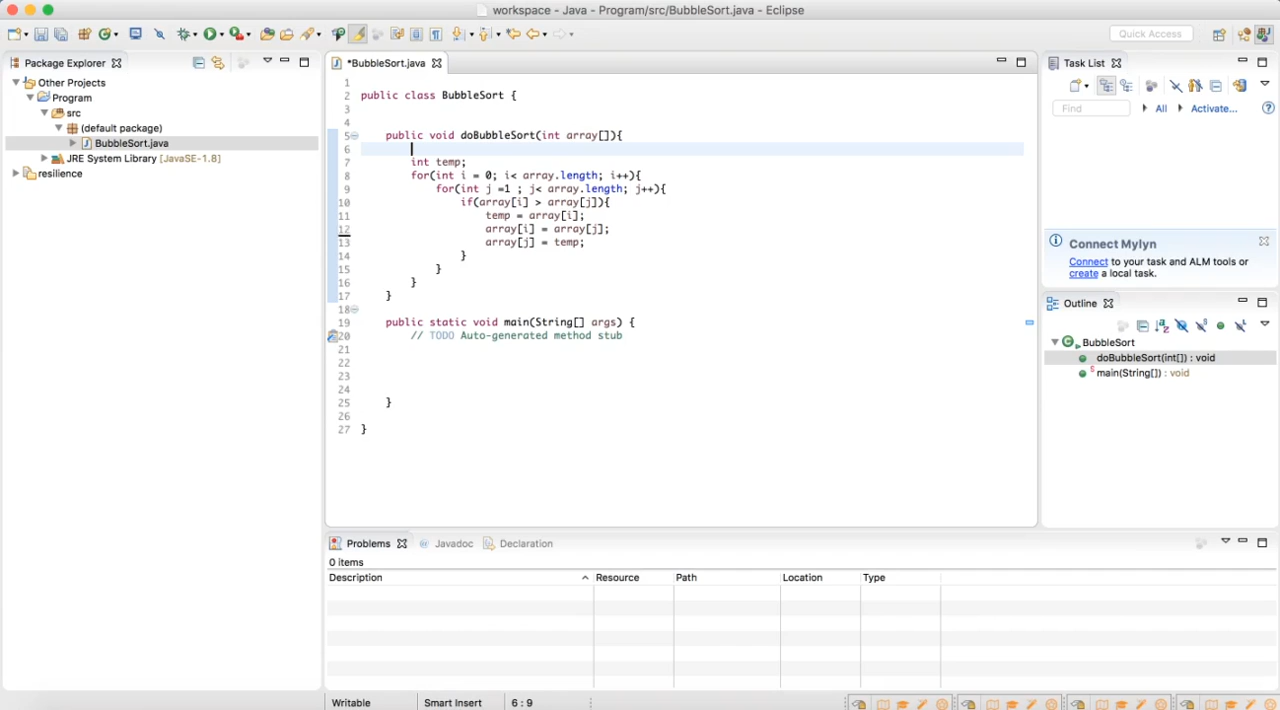 workspace - Java - Program/src/BubbleSort.java - Eclipse
Quick Access
Package Explorer
Other Projects
Program
src
(default package)
BubbleSort.java
JRE System Library [JavaSE-1.8]
resilience
*BubbleSort.java
1
2 public class BubbleSort {
3
4
5 public void doBubbleSort(int array[]){
6
7 int temp;
8 for(int i = 0; i< array.length; i++){
9 for(int j =1 ; j< array.length; j++){
10 if(array[i] > array[j]){
11 temp = array[i];
12 array[i] = array[j];
13 array[j] = temp;
14 }
15 }
16 }
17 }
18
19 public static void main(String[] args) {
20 // TODO Auto-generated method stub
21
22
23
24
25 }
26
27 }
Task List
Find
All
Activate...
Connect Mylyn
Connect to your task and ALM tools or
create a local task.
Outline
BubbleSort
doBubbleSort(int[]) : void
main(String[]) : void
Problems
Javadoc
Declaration
0 items
Description Resource Path Location Type
Writable
Smart Insert
6 : 9